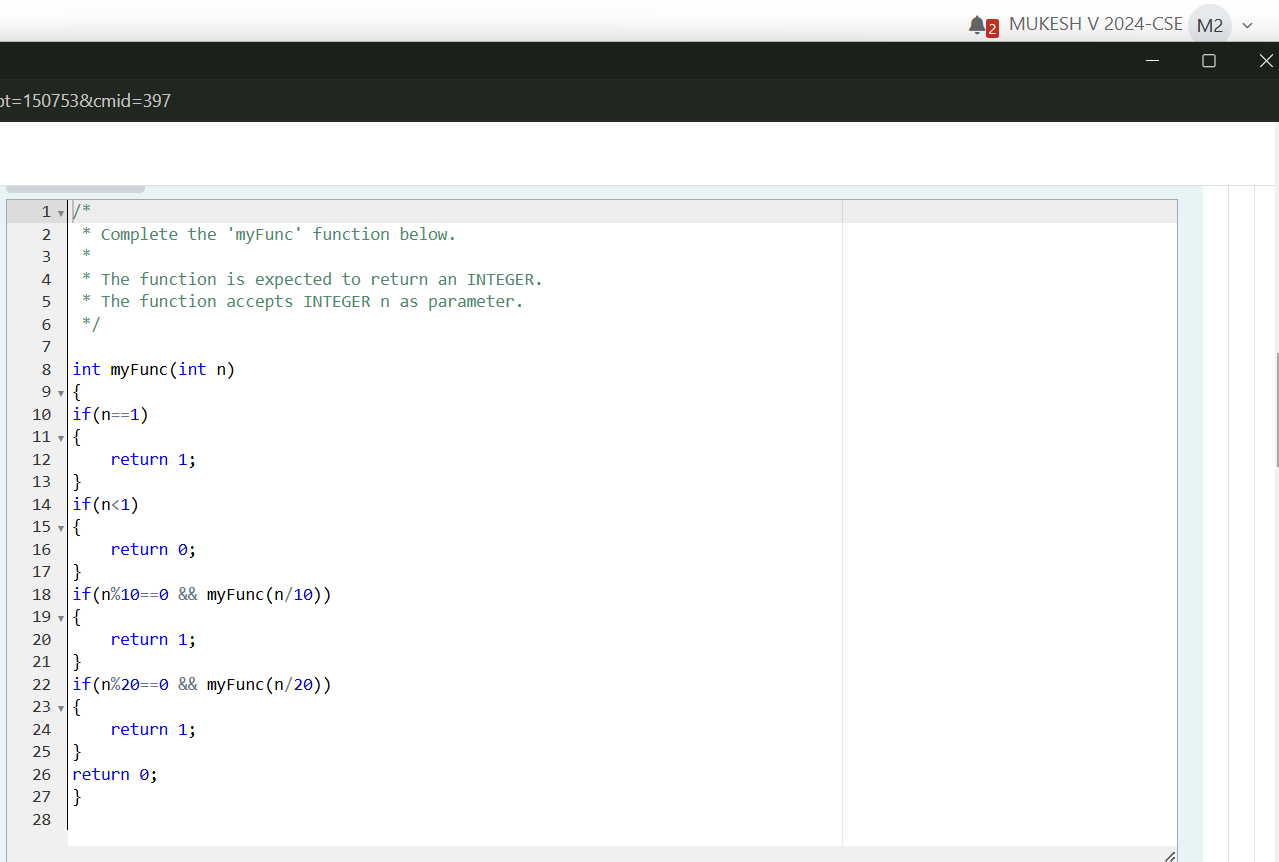 2 MUKESH V 2024-CSE M2
pt=150753&cmid=397
1 /*
2  * Complete the 'myFunc' function below.
3  *
4  * The function is expected to return an INTEGER.
5  * The function accepts INTEGER n as parameter.
6  */
7
8 int myFunc(int n)
9 {
10 if(n==1)
11 {
12     return 1;
13 }
14 if(n<1)
15 {
16     return 0;
17 }
18 if(n%10==0 && myFunc(n/10))
19 {
20     return 1;
21 }
22 if(n%20==0 && myFunc(n/20))
23 {
24     return 1;
25 }
26 return 0;
27 }
28